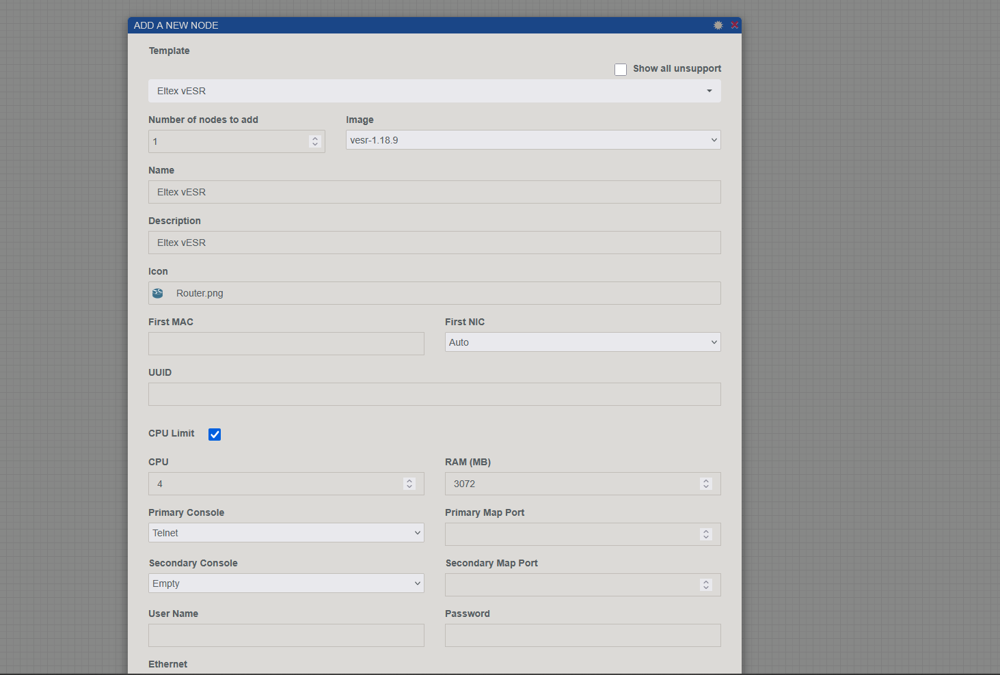 ADD A NEW NODE
Template
Show all unsupport
Eltex vESR
Number of nodes to add
Image
1
vesr-1.18.9
Name
Eltex vESR
Description
Eltex vESR
Icon
Router.png
First MAC
First NIC
Auto
UUID
CPU Limit
CPU
RAM (MB)
4
3072
Primary Console
Primary Map Port
Telnet
Secondary Console
Secondary Map Port
Empty
User Name
Password
Ethernet